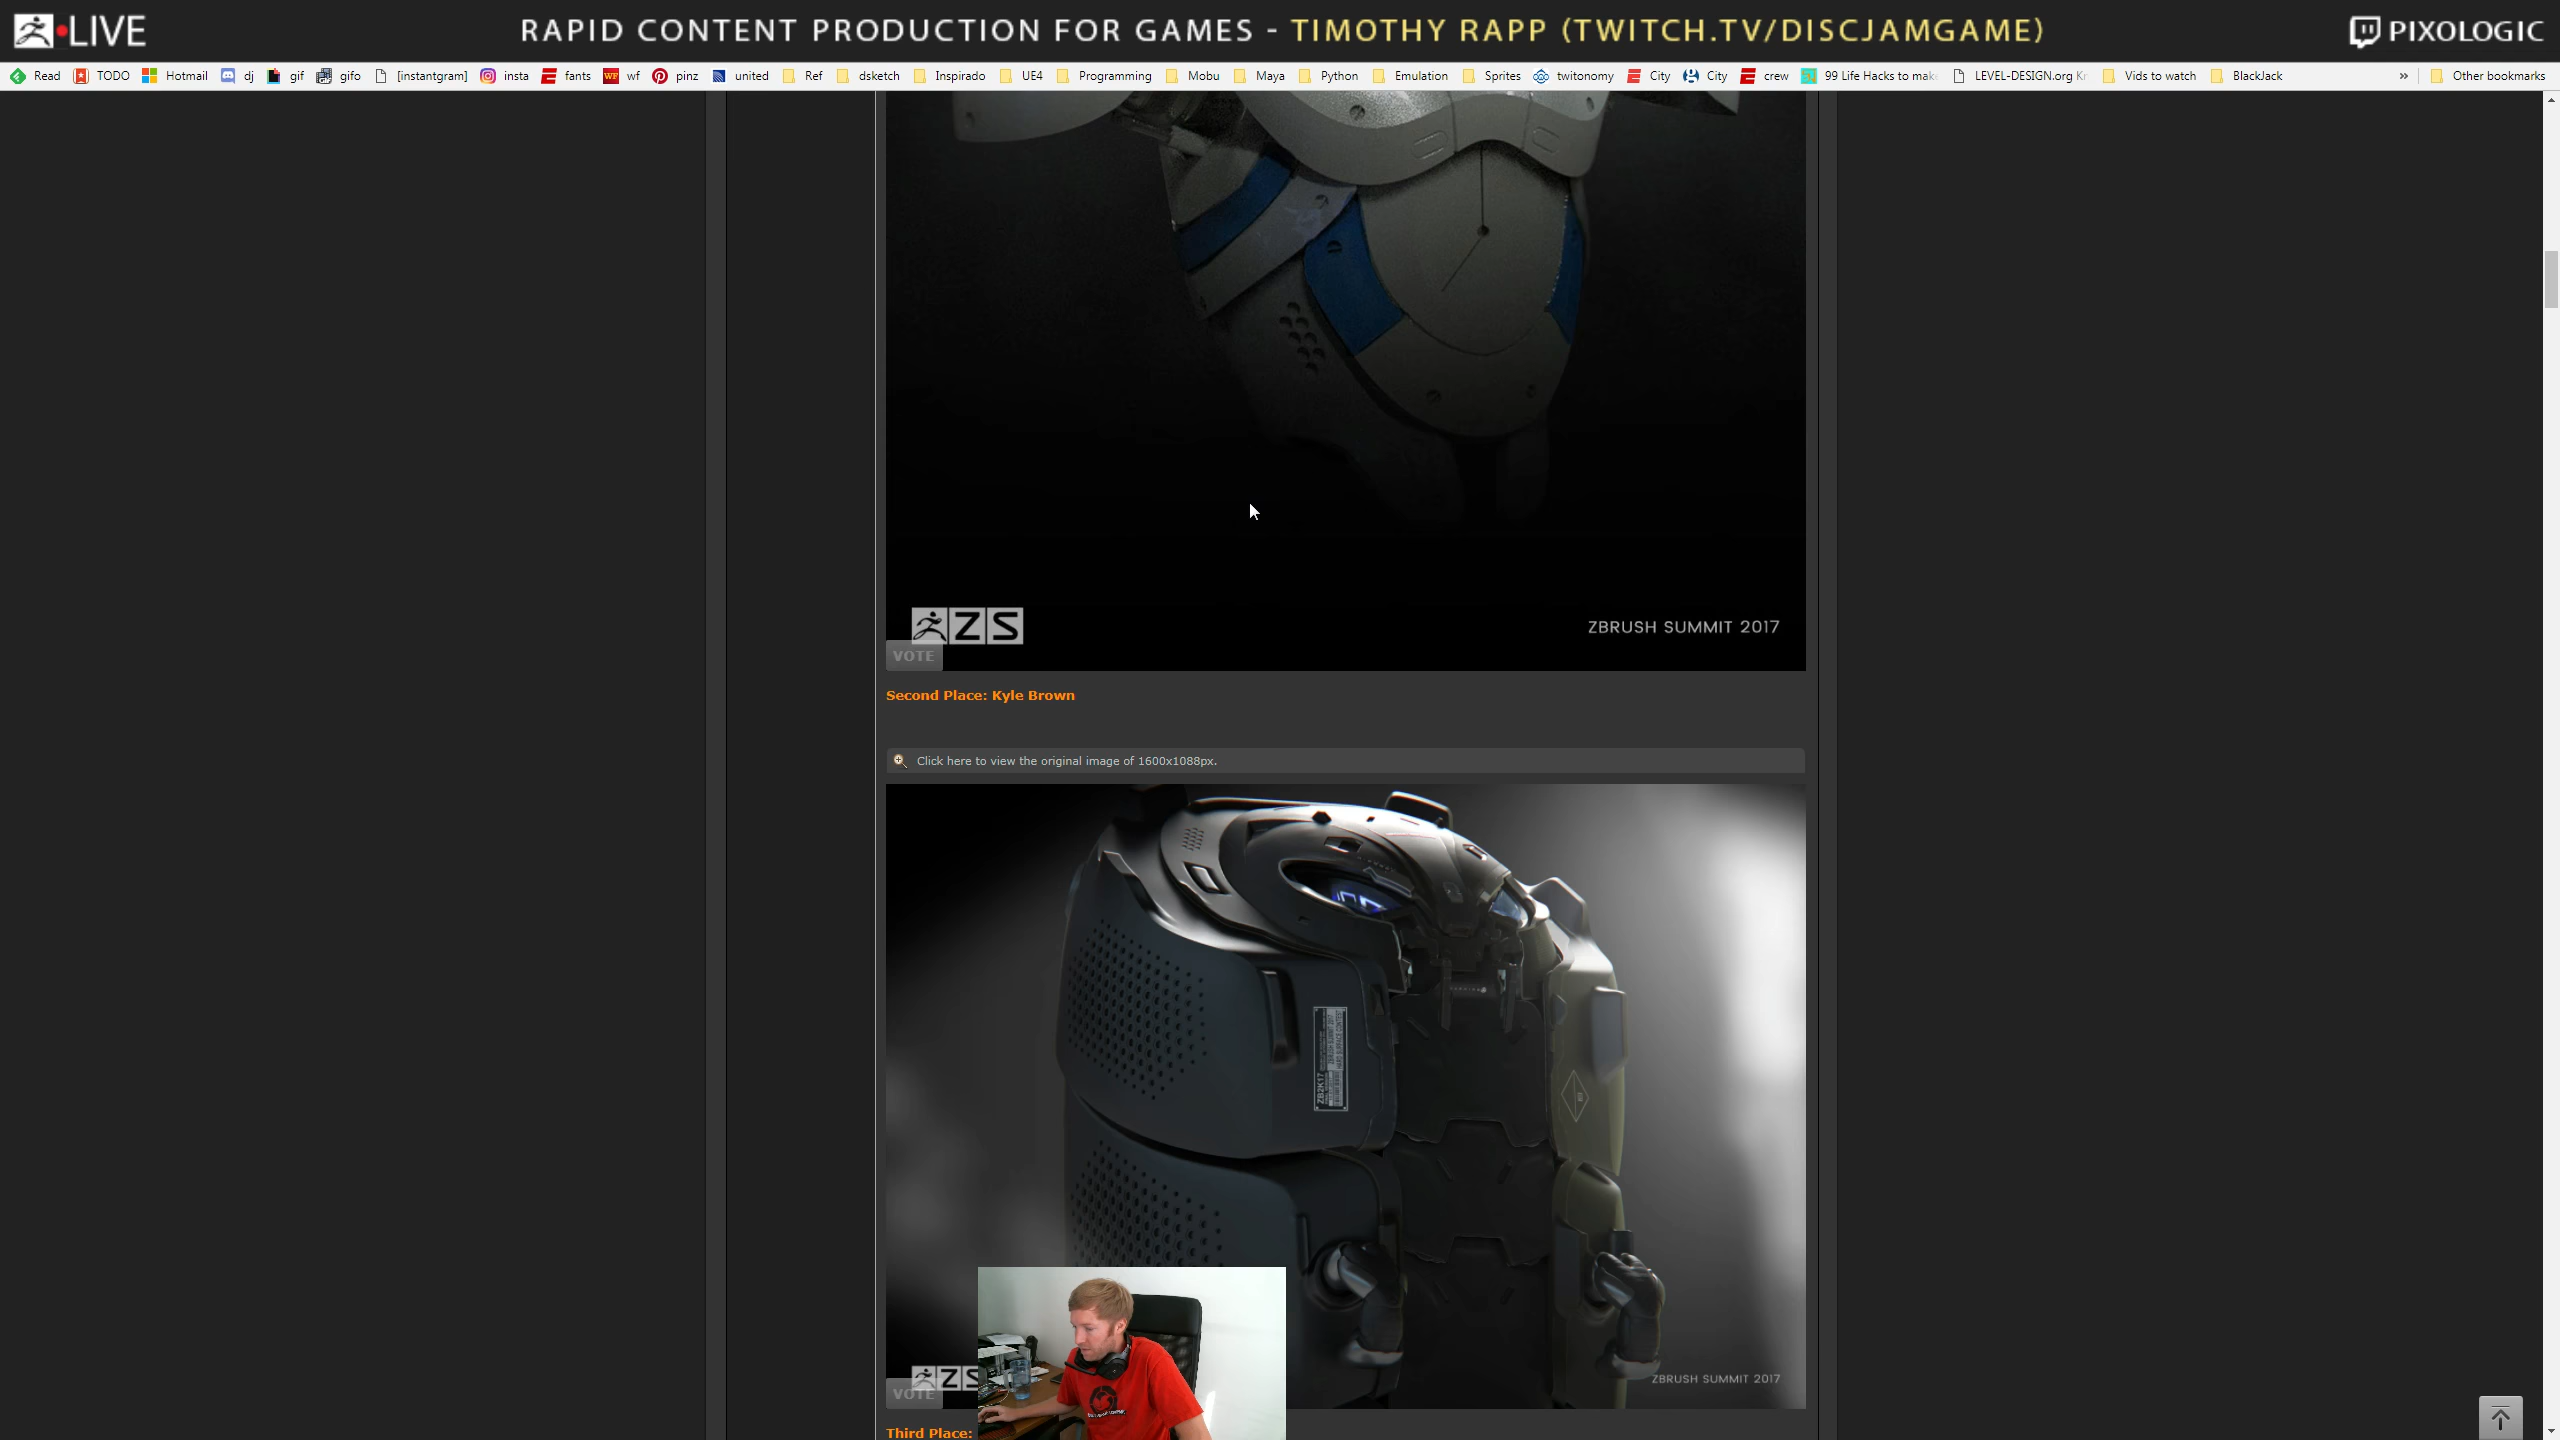 LIVE
RAPID CONTENT PRODUCTION FOR GAMES - TIMOTHY RAPP (TWITCH.TV/DISCJAMGAME)
PIXOLOGIC
Read TODO Hotmail dj gif gifo [instantgram] insta fants wf pinz united Ref dsketch Inspirado UE4 Programming Mobu Maya Python Emulation Sprites twitonomy City City crew 99 Life Hacks to mak LEVEL-DESIGN.org Kn Vids to watch BlackJack » Other bookmarks
ZS
ZBRUSH SUMMIT 2017
VOTE
Second Place: Kyle Brown
Click here to view the original image of 1600x1088px.
ZB2K17
ZS
ZBRUSH SUMMIT 2017
VOTE
Third Place: